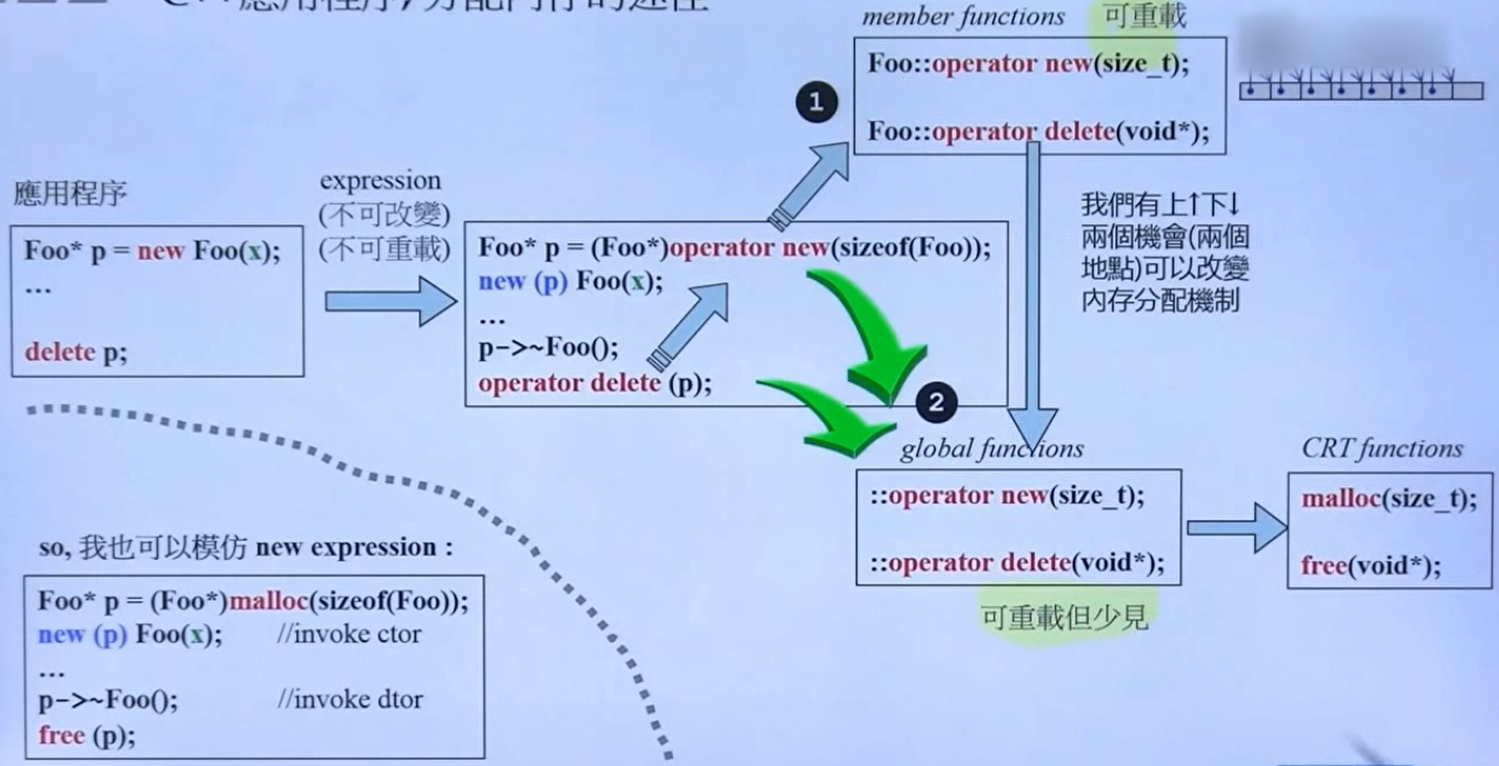 member functions 可重載
Foo::operator new(size_t);
Foo::operator delete(void*);
❶
應用程序
Foo* p = new Foo(x);
...
delete p;
expression
(不可改變)
(不可重載)
Foo* p = (Foo*)operator new(sizeof(Foo));
new (p) Foo(x);
...
p->~Foo();
operator delete (p);
我們有上↑下↓
兩個機會(兩個
地點)可以改變
內存分配機制
❷
global functions
::operator new(size_t);
::operator delete(void*);
可重載但少見
CRT functions
malloc(size_t);
free(void*);
so, 我也可以模仿 new expression :
Foo* p = (Foo*)malloc(sizeof(Foo));
new (p) Foo(x); //invoke ctor
...
p->~Foo(); //invoke dtor
free (p);